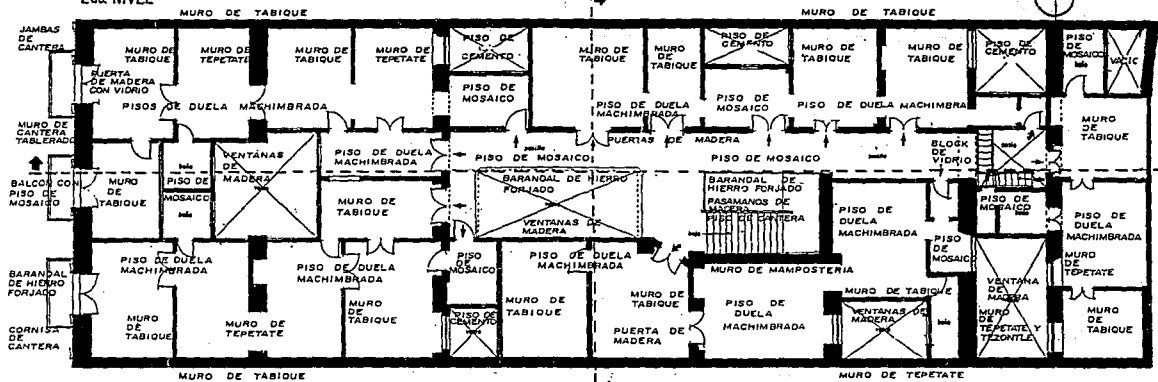 2do NIVEL
MURO DE TABIQUE
MURO DE TABIQUE
JAMBAS
DE
CANTERA
MURO DE
TABIQUE
MURO DE
TEPETATE
MURO DE
TABIQUE
MURO DE
TEPETATE
PISO DE
CEMENTO
MURO DE
TABIQUE
MURO DE
TABIQUE
PISO DE
CEMENTO
MURO DE
TABIQUE
MURO DE
TABIQUE
PISO DE
CEMENTO
PISO
DE
MOSAICO
baño
VACIO
PUERTA
DE MADERA
CON VIDRIO
PISOS DE DUELA MACHIMBRADA
PISO DE
MOSAICO
PISO DE DUELA
MACHIMBRADA
PISO DE
MOSAICO
PISO DE DUELA MACHIMBRA
MURO DE
CANTERA
TABLERADO
MURO
DE
TABIQUE
PUERTAS DE MADERA
pasillo
PISO DE MOSAICO
PISO DE MOSAICO
BLOCK
DE
VIDRIO
VENTANAS
DE
MADERA
PISO DE DUELA
MACHIMBRADA
BALCON CON
PISO DE
MOSAICO
MURO
DE
TABIQUE
baño
PISO DE
MOSAICO
baño
BARANDAL DE HIERRO
FORJADO
VENTANAS DE
MADERA
BARANDAL DE
HIERRO FORJADO
PASAMANOS DE
MADERA
PISO DE CANTERA
MURO DE
TABIQUE
PISO DE
DUELA
MACHIMBRADA
PISO DE
MOSAICO
PISO DE
DUELA
MACHIMBRADA
BARANDAL
DE HIERRO
FORJADO
PISO DE DUELA
MACHIMBRADA
PISO DE DUELA
MACHIMBRADA
PISO
DE
MOSAICO
PISO DE DUELA
MACHIMBRADA
MURO DE MAMPOSTERIA
PISO
DE
MOSAICO
MURO
DE
TEPETATE
VENTANA
DE
MADERA
MURO DE TABIQUE
CORNISA
DE
CANTERA
MURO
DE
TABIQUE
MURO DE
TEPETATE
MURO
DE
TABIQUE
PISO DE
CEMENTO
MURO DE
TABIQUE
MURO DE
TABIQUE
PUERTA DE
MADERA
PISO DE
DUELA
MACHIMBRADA
VENTANAS DE
MADERA
baño
MURO
DE
TEPETATE Y
TEZONTLE
MURO
DE
TABIQUE
MURO DE TABIQUE
MURO DE TEPETATE